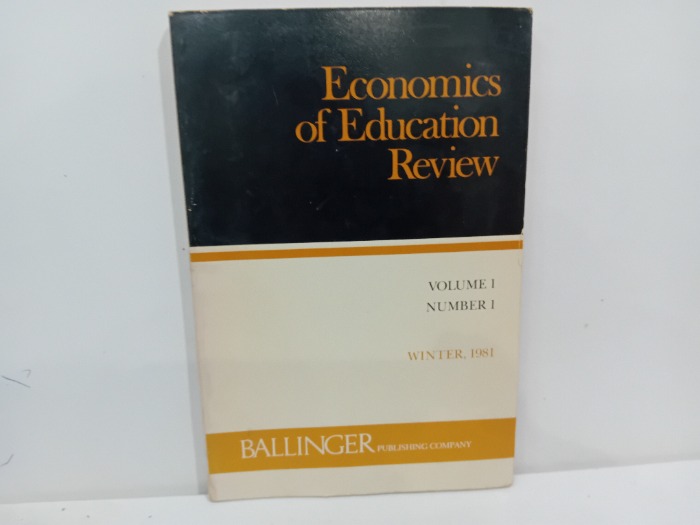 Economics
of Education
Review
VOLUME I
NUMBER I
WINTER, 1981
BALLINGER PUBLISHING COMPANY